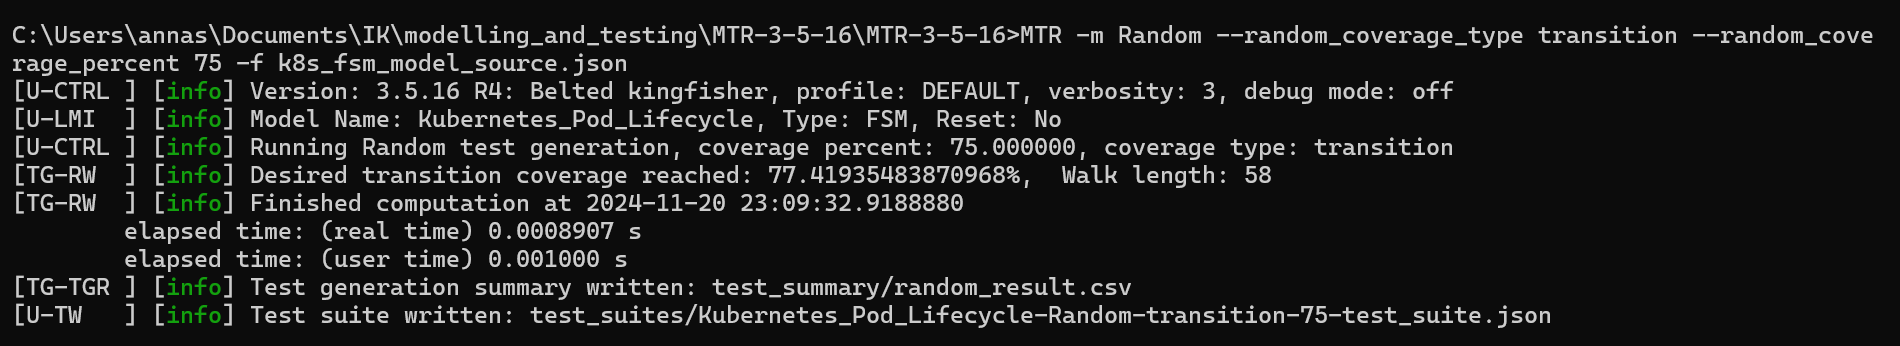 C:\Users\annas\Documents\IK\modelling_and_testing\MTR-3-5-16\MTR-3-5-16>MTR -m Random --random_coverage_type transition --random_cove
rage_percent 75 -f k8s_fsm_model_source.json
[U-CTRL ] [info] Version: 3.5.16 R4: Belted kingfisher, profile: DEFAULT, verbosity: 3, debug mode: off
[U-LMI  ] [info] Model Name: Kubernetes_Pod_Lifecycle, Type: FSM, Reset: No
[U-CTRL ] [info] Running Random test generation, coverage percent: 75.000000, coverage type: transition
[TG-RW  ] [info] Desired transition coverage reached: 77.41935483870968%,  Walk length: 58
[TG-RW  ] [info] Finished computation at 2024-11-20 23:09:32.9188880
        elapsed time: (real time) 0.0008907 s
        elapsed time: (user time) 0.001000 s
[TG-TGR ] [info] Test generation summary written: test_summary/random_result.csv
[U-TW   ] [info] Test suite written: test_suites/Kubernetes_Pod_Lifecycle-Random-transition-75-test_suite.json